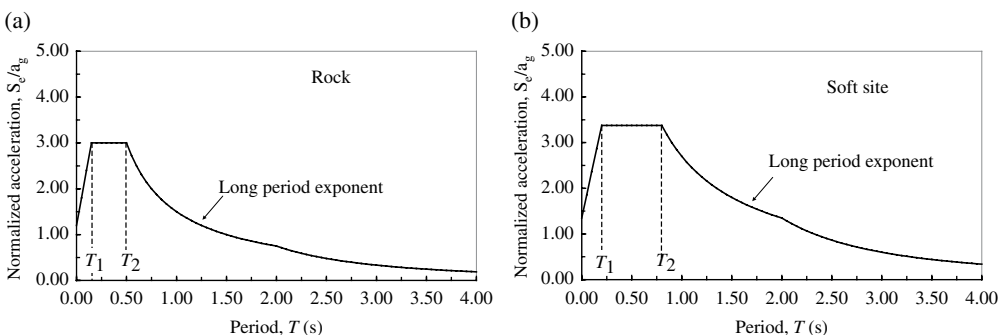 (a)
Normalized acceleration, Se/ag
5.00
4.00
3.00
2.00
1.00
0.00
Rock
Long period exponent
T1
T2
0.00 0.50 1.00 1.50 2.00 2.50 3.00 3.50 4.00
Period, T (s)
(b)
Normalized acceleration, Se/ag
5.00
4.00
3.00
2.00
1.00
0.00
Soft site
Long period exponent
T1
T2
0.00 0.50 1.00 1.50 2.00 2.50 3.00 3.50 4.00
Period, T (s)